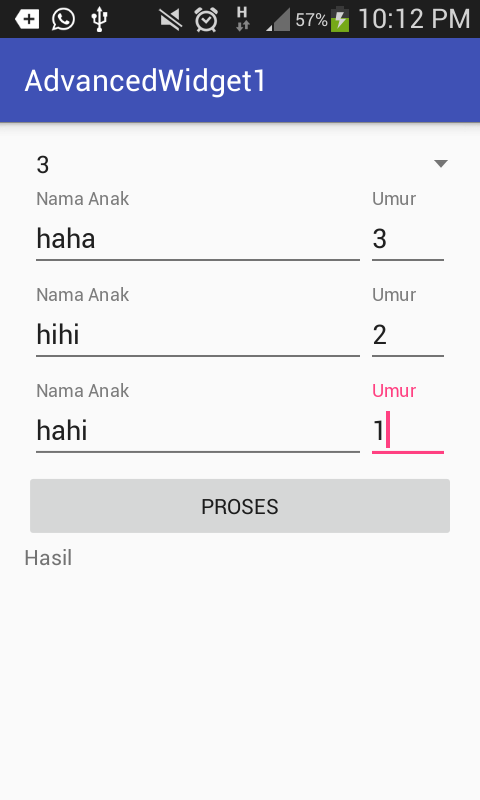 H 57% 10:12 PM
AdvancedWidget1
3
Nama Anak Umur
haha 3
Nama Anak Umur
hihi 2
Nama Anak Umur
hahi 1
PROSES
Hasil